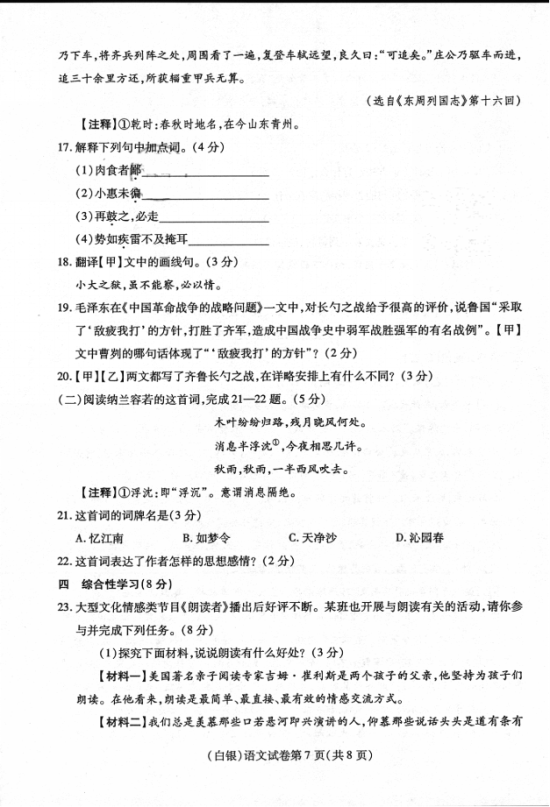 乃下车,将齐兵列阵之处,周围看了一遍,复登车轼远望,良久曰:“可追矣。”庄公乃驱车而进,
追三十余里方还,所获辎重甲兵无算。
(选自《东周列国志》第十六回)
【注释】①乾时:春秋时地名,在今山东青州。
17.解释下列句中加点词。(4分)
(1)肉食者鄙
(2)小惠未徧
(3)再鼓之,必走
(4)势如疾雷不及掩耳
18.翻译【甲】文中的画线句。(3分)
小大之狱,虽不能察,必以情。
19.毛泽东在《中国革命战争的战略问题》一文中,对长勺之战给予很高的评价,说鲁国“采取
了‘敌疲我打’的方针,打胜了齐军,造成中国战争史中弱军战胜强军的有名战例”。【甲】
文中曹刿的哪句话体现了“‘敌疲我打’的方针”?(2分)
20.【甲】【乙】两文都写了齐鲁长勺之战,在详略安排上有什么不同?(3分)
(二)阅读纳兰容若的这首词,完成21—22题。(5分)
木叶纷纷归路,残月晓风何处。
消息半浮沈①,今夜相思几许。
秋雨,秋雨,一半西风吹去。
【注释】①浮沈:即“浮沉”。意谓消息隔绝。
21.这首词的词牌名是(3分)
A.忆江南 B.如梦令 C.天净沙 D.沁园春
22.这首词表达了作者怎样的思想感情?(2分)
四 综合性学习(8分)
23.大型文化情感类节目《朗读者》播出后好评不断。某班也开展与朗读有关的活动,请你参
与并完成下列任务。(8分)
(1)探究下面材料,说说朗读有什么好处?(3分)
【材料一】美国著名亲子阅读专家吉姆·崔利斯是两个孩子的父亲,他坚持为孩子们
朗读。在他看来,朗读是最简单、最直接、最有效的情感交流方式。
【材料二】我们总是羡慕那些口若悬河即兴演讲的人,仰慕那些说话头头是道有条有
(白银)语文试卷第7页(共8页)